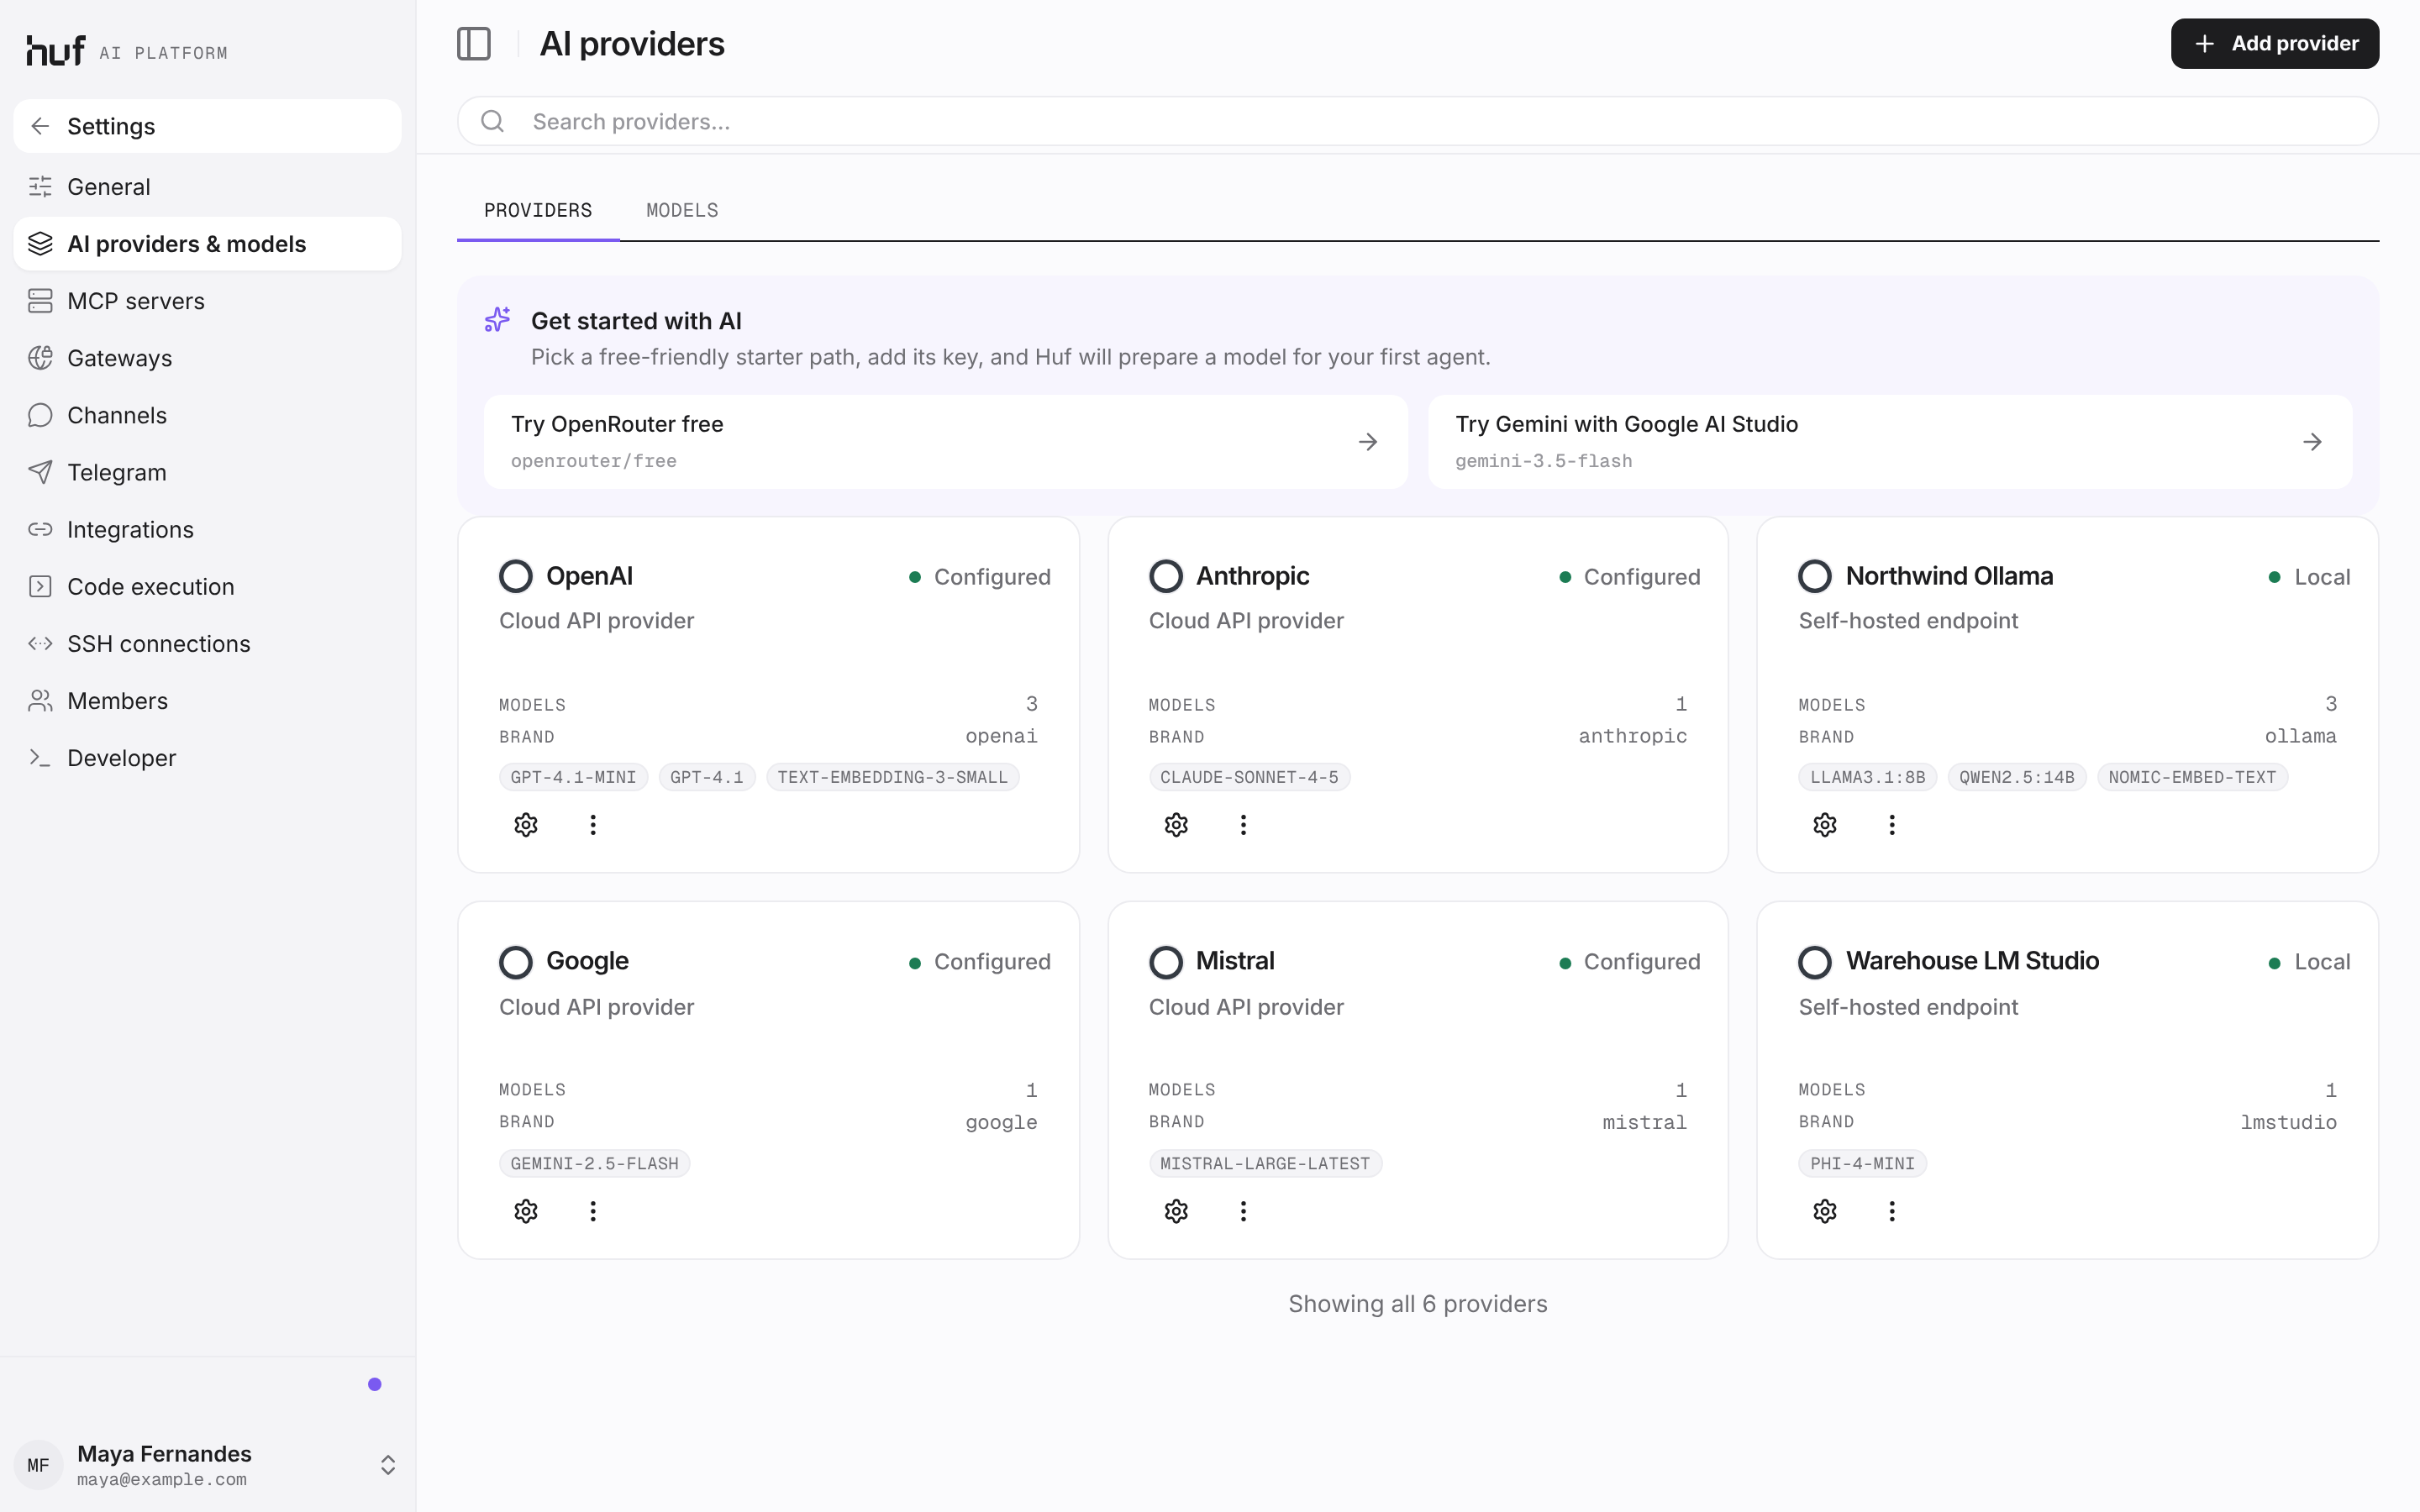 huf AI PLATFORM
Settings
General
AI providers & models
MCP servers
Gateways
Channels
Telegram
Integrations
Code execution
SSH connections
Members
Developer
MF
Maya Fernandes
maya@example.com
AI providers
Add provider
Search providers...
PROVIDERS MODELS
Get started with AI
Pick a free-friendly starter path, add its key, and Huf will prepare a model for your first agent.
Try OpenRouter free
openrouter/free
Try Gemini with Google AI Studio
gemini-3.5-flash
OpenAI Configured
Cloud API provider
MODELS 3
BRAND openai
GPT-4.1-MINI GPT-4.1 TEXT-EMBEDDING-3-SMALL
Anthropic Configured
Cloud API provider
MODELS 1
BRAND anthropic
CLAUDE-SONNET-4-5
Northwind Ollama Local
Self-hosted endpoint
MODELS 3
BRAND ollama
LLAMA3.1:8B QWEN2.5:14B NOMIC-EMBED-TEXT
Google Configured
Cloud API provider
MODELS 1
BRAND google
GEMINI-2.5-FLASH
Mistral Configured
Cloud API provider
MODELS 1
BRAND mistral
MISTRAL-LARGE-LATEST
Warehouse LM Studio Local
Self-hosted endpoint
MODELS 1
BRAND lmstudio
PHI-4-MINI
Showing all 6 providers